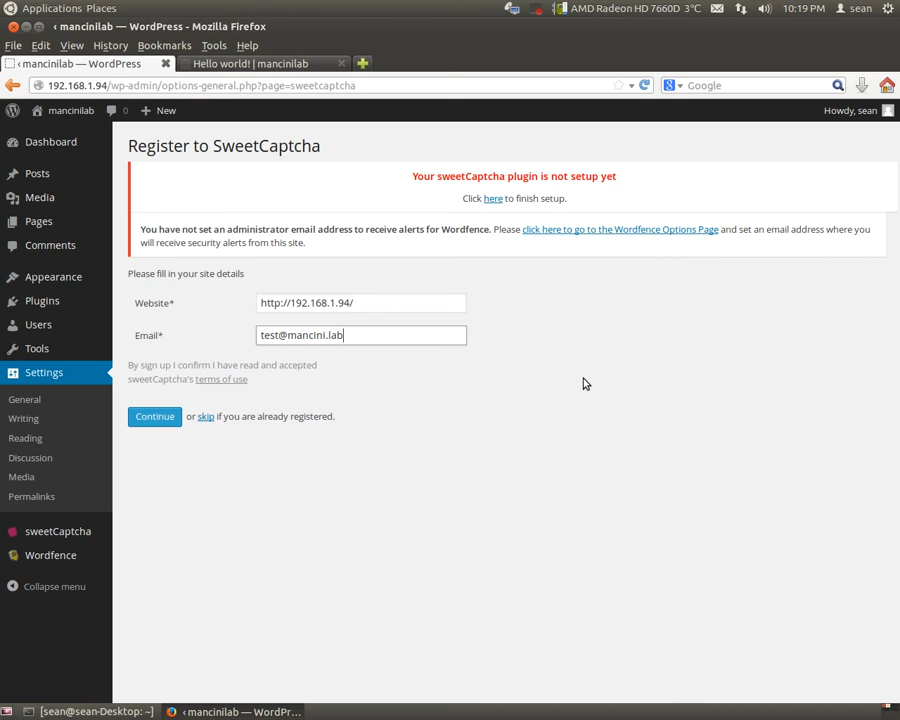 Applications Places
AMD Radeon HD 7660D 3°C
10:19 PM
sean
‹ mancinilab — WordPress - Mozilla Firefox
File Edit View History Bookmarks Tools Help
‹ mancinilab — WordPress
Hello world! | mancinilab
192.168.1.94/wp-admin/options-general.php?page=sweetcaptcha
Google
mancinilab
0
New
Howdy, sean
Dashboard
Posts
Media
Pages
Comments
Appearance
Plugins
Users
Tools
Settings
General
Writing
Reading
Discussion
Media
Permalinks
sweetCaptcha
Wordfence
Collapse menu
Register to SweetCaptcha
Your sweetCaptcha plugin is not setup yet
Click here to finish setup.
You have not set an administrator email address to receive alerts for Wordfence. Please click here to go to the Wordfence Options Page and set an email address where you
will receive security alerts from this site.
Please fill in your site details
Website* http://192.168.1.94/
Email* test@mancini.lab
By sign up I confirm I have read and accepted
sweetCaptcha's terms of use
Continue or skip if you are already registered.
[sean@sean-Desktop: ~]
‹ mancinilab — WordPr...